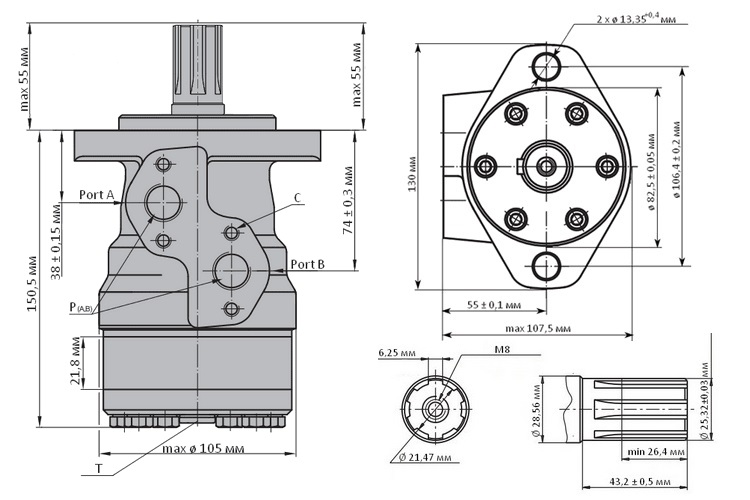 max 55 мм
max 55 мм
Port A
C
38 ± 0,15 мм
74 ± 0,3 мм
150,5 мм
Port B
P(A,B)
21,8 мм
max ø 105 мм
T
2 x ø 13,35+0,4 мм
130 мм
ø 82,5 ± 0,05 мм
ø 106,4 ± 0,2 мм
55 ± 0,1 мм
max 107,5 мм
6,25 мм
M8
Ø 21,47 мм
Ø 28,56 мм
Ø 25,32±0,03 мм
min 26,4 мм
43,2 ± 0,5 мм